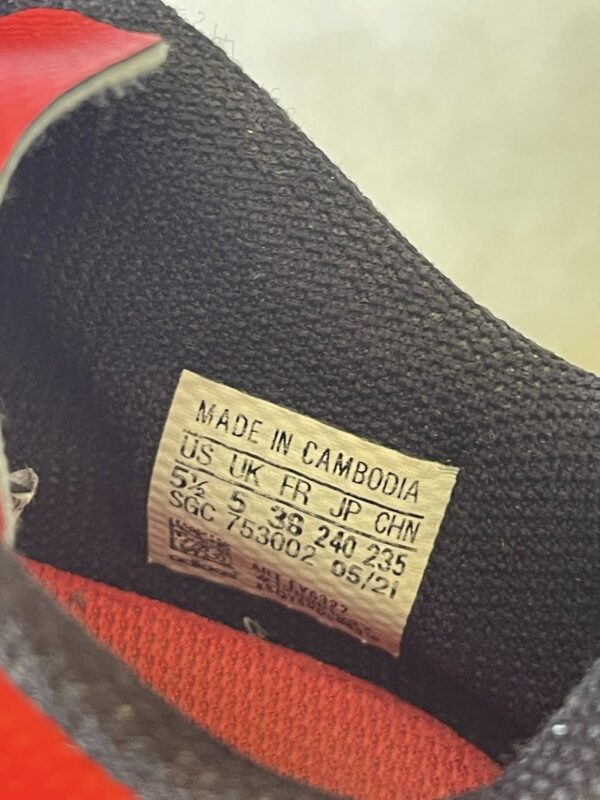 MADE IN CAMBODIA
US UK FR JP CHN
5½ 5 38 240 235
SGC 753002 05/21